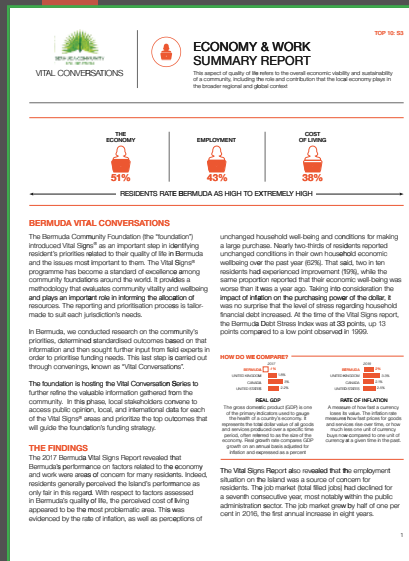 TOP 10: S3
VITAL CONVERSATIONS
ECONOMY & WORK
SUMMARY REPORT
This aspect of quality of life refers to the overall economic viability and sustainability
of a community, including the role and contribution that the local economy plays in
the broader regional and global context
THE
ECONOMY
51%
EMPLOYMENT
43%
COST
OF LIVING
38%
RESIDENTS RATE BERMUDA AS HIGH TO EXTREMELY HIGH
BERMUDA VITAL CONVERSATIONS
The Bermuda Community Foundation (the "foundation")
introduced Vital Signs® as an important step in identifying
resident's priorities related to their quality of life in Bermuda
and the issues most important to them. The Vital Signs®
programme has become a standard of excellence among
community foundations around the world. It provides a
methodology that evaluates community vitality and wellbeing
and plays an important role in informing the allocation of
resources. The reporting and prioritisation process is tailor-
made to suit each jurisdiction's needs.
In Bermuda, we conducted research on the community's
priorities, determined standardised outcomes based on that
information and then sought further input from field experts in
order to prioritise funding needs. This last step is carried out
through convenings, known as "Vital Conversations".
The foundation is hosting the Vital Conversation Series to
further refine the valuable information gathered from the
community. In this phase, local stakeholders convene to
access public opinion, local, and international data for each
of the Vital Signs® areas and prioritize the top outcomes that
will guide the foundation's funding strategy.
THE FINDINGS
The 2017 Bermuda Vital Signs Report revealed that
Bermuda's performance on factors related to the economy
and work were areas of concern for many residents. Indeed,
residents generally perceived the Island's performance as
only fair in this regard. With respect to factors assessed
in Bermuda's quality of life, the perceived cost of living
appeared to be the most problematic area. This was
evidenced by the rate of inflation, as well as perceptions of
unchanged household well-being and conditions for making
a large purchase. Nearly two-thirds of residents reported
unchanged conditions in their own household economic
wellbeing over the past year (62%). That said, two in ten
residents had experienced improvement (19%), while the
same proportion reported that their economic well-being was
worse than it was a year ago. Taking into consideration the
impact of inflation on the purchasing power of the dollar, it
was no surprise that the level of stress regarding household
financial debt increased. At the time of the Vital Signs report,
the Bermuda Debt Stress Index was at 33 points, up 13
points compared to a low point observed in 1999.
HOW DO WE COMPARE?
2017
BERMUDA
UNITED KINGDOM
CANADA
UNITED STATES
REAL GDP
The gross domestic product (GDP) is one
of the primary indicators used to gauge
the health of a country's economy. It
represents the total dollar value of all goods
and services produced over a specific time
period, often referred to as the size of the
economy. Real growth rate compares GDP
growth on an annual basis adjusted for
inflation and expressed as a percent
2018
BERMUDA
UNITED KINGDOM
CANADA
UNITED STATES
RATE OF INFLATION
A measure of how fast a currency
loses its value. The inflation rate
measures how fast prices for goods
and services rise over time, or how
much less one unit of currency
buys now compared to one unit of
currency at a given time in the past.
The Vital Signs Report also revealed that the employment
situation on the Island was a source of concern for
residents. The job market (total filled jobs) had declined for
a seventh consecutive year, most notably within the public
administration sector. The job market grew by half of one per
cent in 2016, the first annual increase in eight years.
1